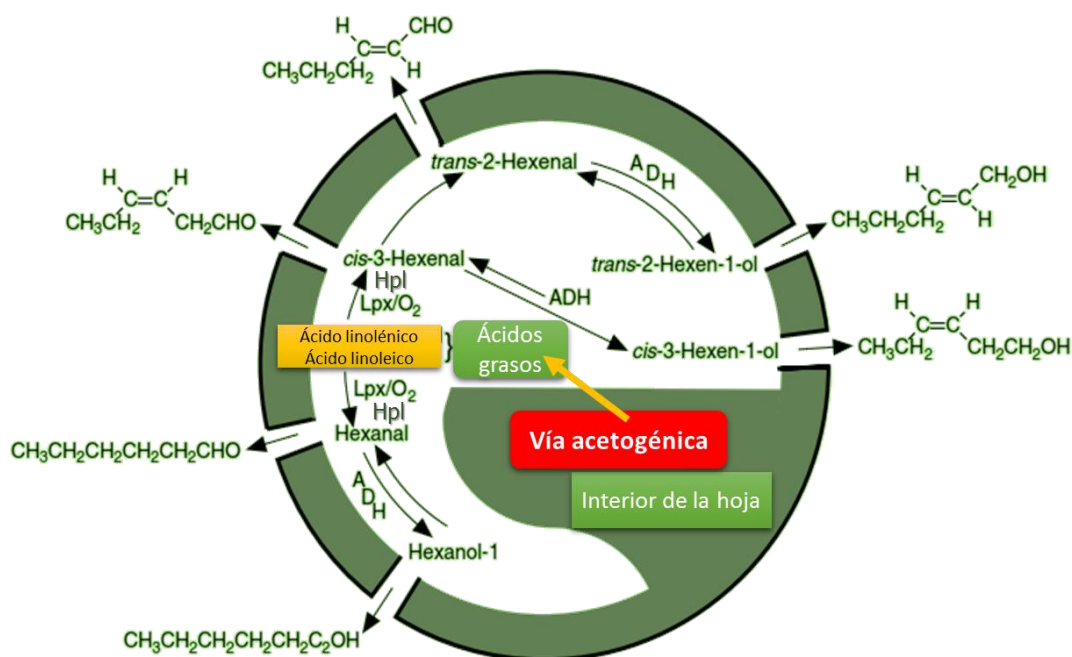 H
CHO
C=C
CH₃CH₂CH₂
H
H
H
C=C
CH₃CH₂
CH₂CHO
trans-2-Hexenal
ADH
H
CH₂OH
C=C
CH₃CH₂CH₂
H
cis-3-Hexenal
trans-2-Hexen-1-ol
Hpl
Lpx/O₂
ADH
H
H
C=C
CH₃CH₂
CH₂CH₂OH
Ácido linolénico
Ácido linoleico
}
Ácidos
grasos
cis-3-Hexen-1-ol
Lpx/O₂
Hpl
Hexanal
Vía acetogénica
CH₃CH₂CH₂CH₂CH₂CHO
ADH
Interior de la hoja
Hexanol-1
CH₃CH₂CH₂CH₂CH₂C₂OH